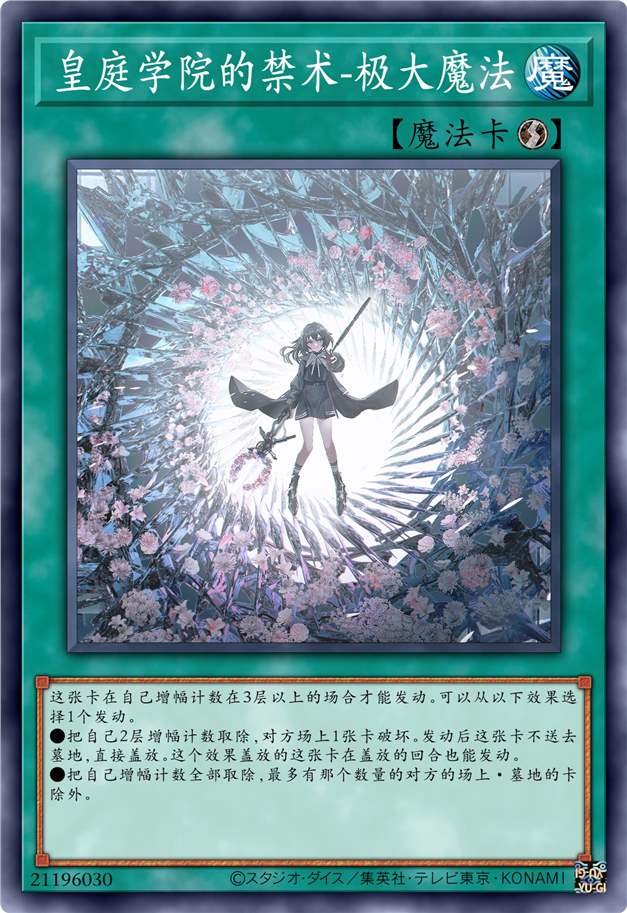 皇庭学院的禁术-极大魔法
魔
【魔法卡】
这张卡在自己增幅计数在3层以上的场合才能发动。可以从以下效果选
择1个发动。
●把自己2层增幅计数取除,对方场上1张卡破坏。发动后这张卡不送去
墓地,直接盖放。这个效果盖放的这张卡在盖放的回合也能发动。
●把自己增幅计数全部取除,最多有那个数量的对方的场上·墓地的卡
除外。
21196030
©スタジオ・ダイス/集英社・テレビ東京・KONAMI